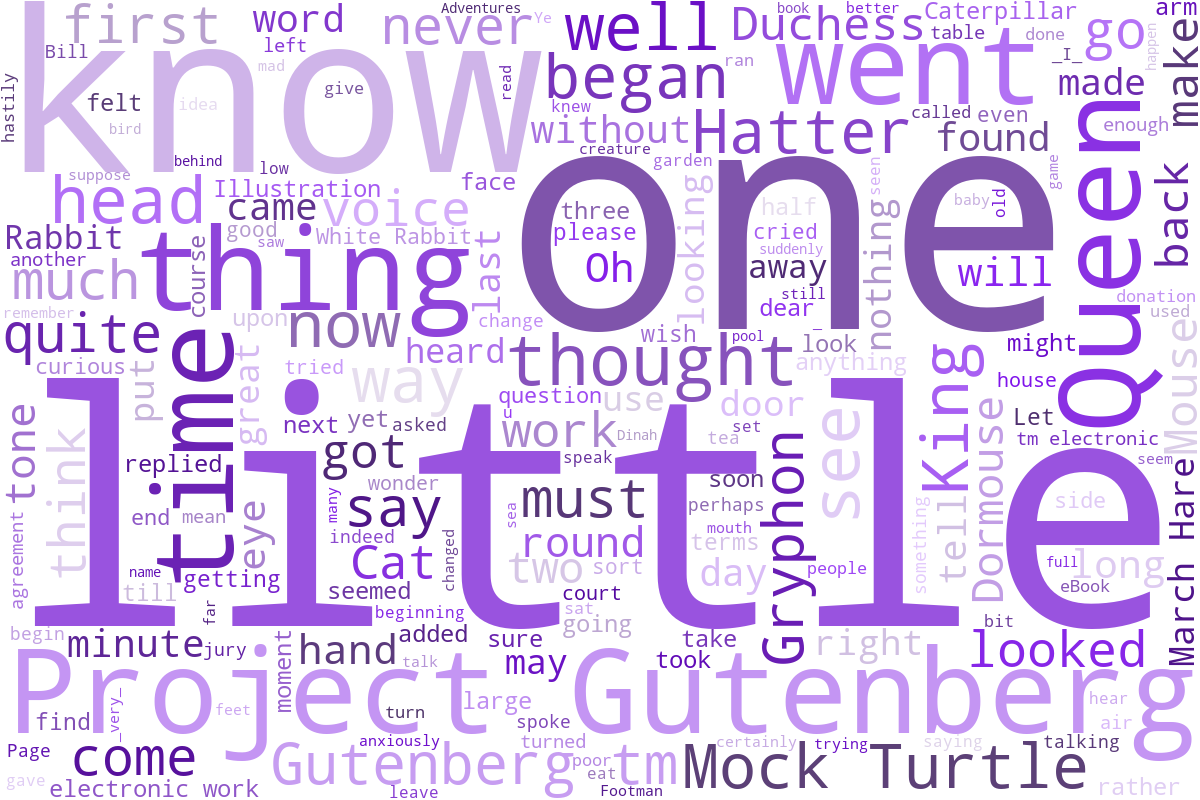 Adventures Ye book better Caterpillar arm
first word never well Duchess table done go make
Bill left know began ran went _I_ made happen
hastily felt mad idea give read knew without Hatter called even found enough
bird behind creature garden
suppose low
head Illustration face one seen game Queen back
came voice three half baby old
Rabbit good saw White Rabbit please looking cried
another thing last Oh suddenly away nothing will
much course still donation
remember upon now change wish dear _ used
quite time heard thought pool look might Mouse
curious great tried way anything house
put question use door see King
tone think next yet asked u work Dinah tea set Let
got speak tm electronic
replied wonder soon seem
say must perhaps side
agreement end mean many sea mouth Gryphon something tell Dormouse March Hare
eye indeed round terms
little
name Cat two sort day people full long
getting seemed changed court eBook
till far beginning sat going bit
begin minute jury added sure take right looked
hand may took
moment talk
Project Gutenberg
find _very_ feet turn large spoke hear air
Page come anxiously turned poor certainly trying saying talking
gave electronic work Gutenberg tm leave eat Footman Mock Turtle rather